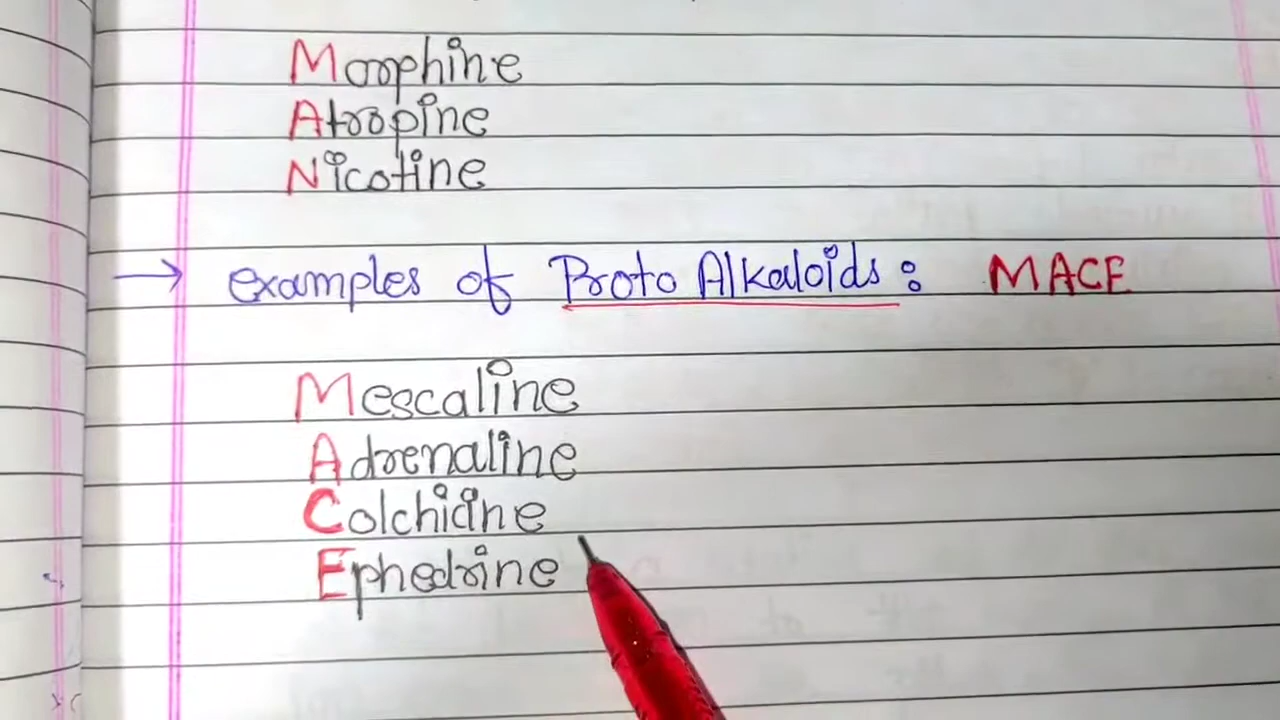 Morphine
Atropine
Nicotine
→ examples of Proto Alkaloids : MACE
Mescaline
Adrenaline
Colchicine
Ephedrine